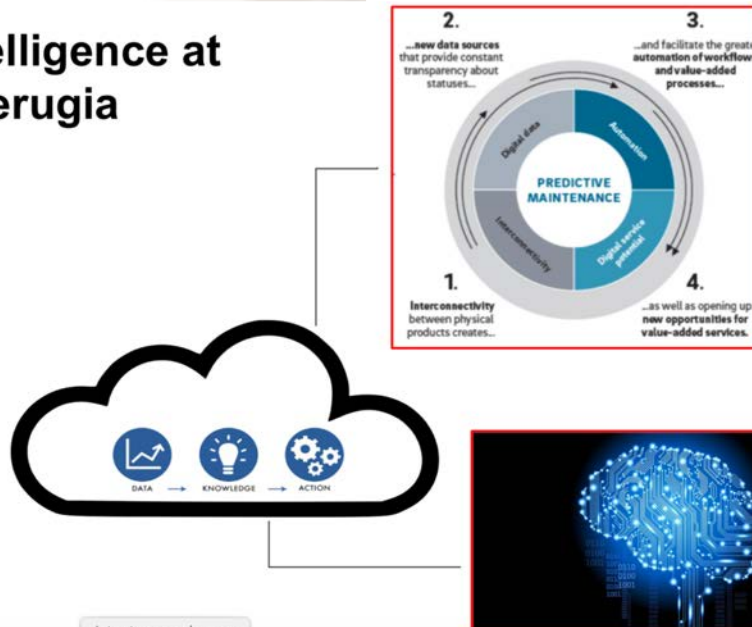 elligence at
erugia
2.
...new data sources
that provide constant
transparency about
statuses...
3.
...and facilitate the greate
automation of workflow
and value-added
processes...
Digital data
Automation
PREDICTIVE
MAINTENANCE
Interconnectivity
Digital service
potential
1.
Interconnectivity
between physical
products creates...
4.
...as well as opening up
new opportunities for
value-added services.
DATA → KNOWLEDGE → ACTION